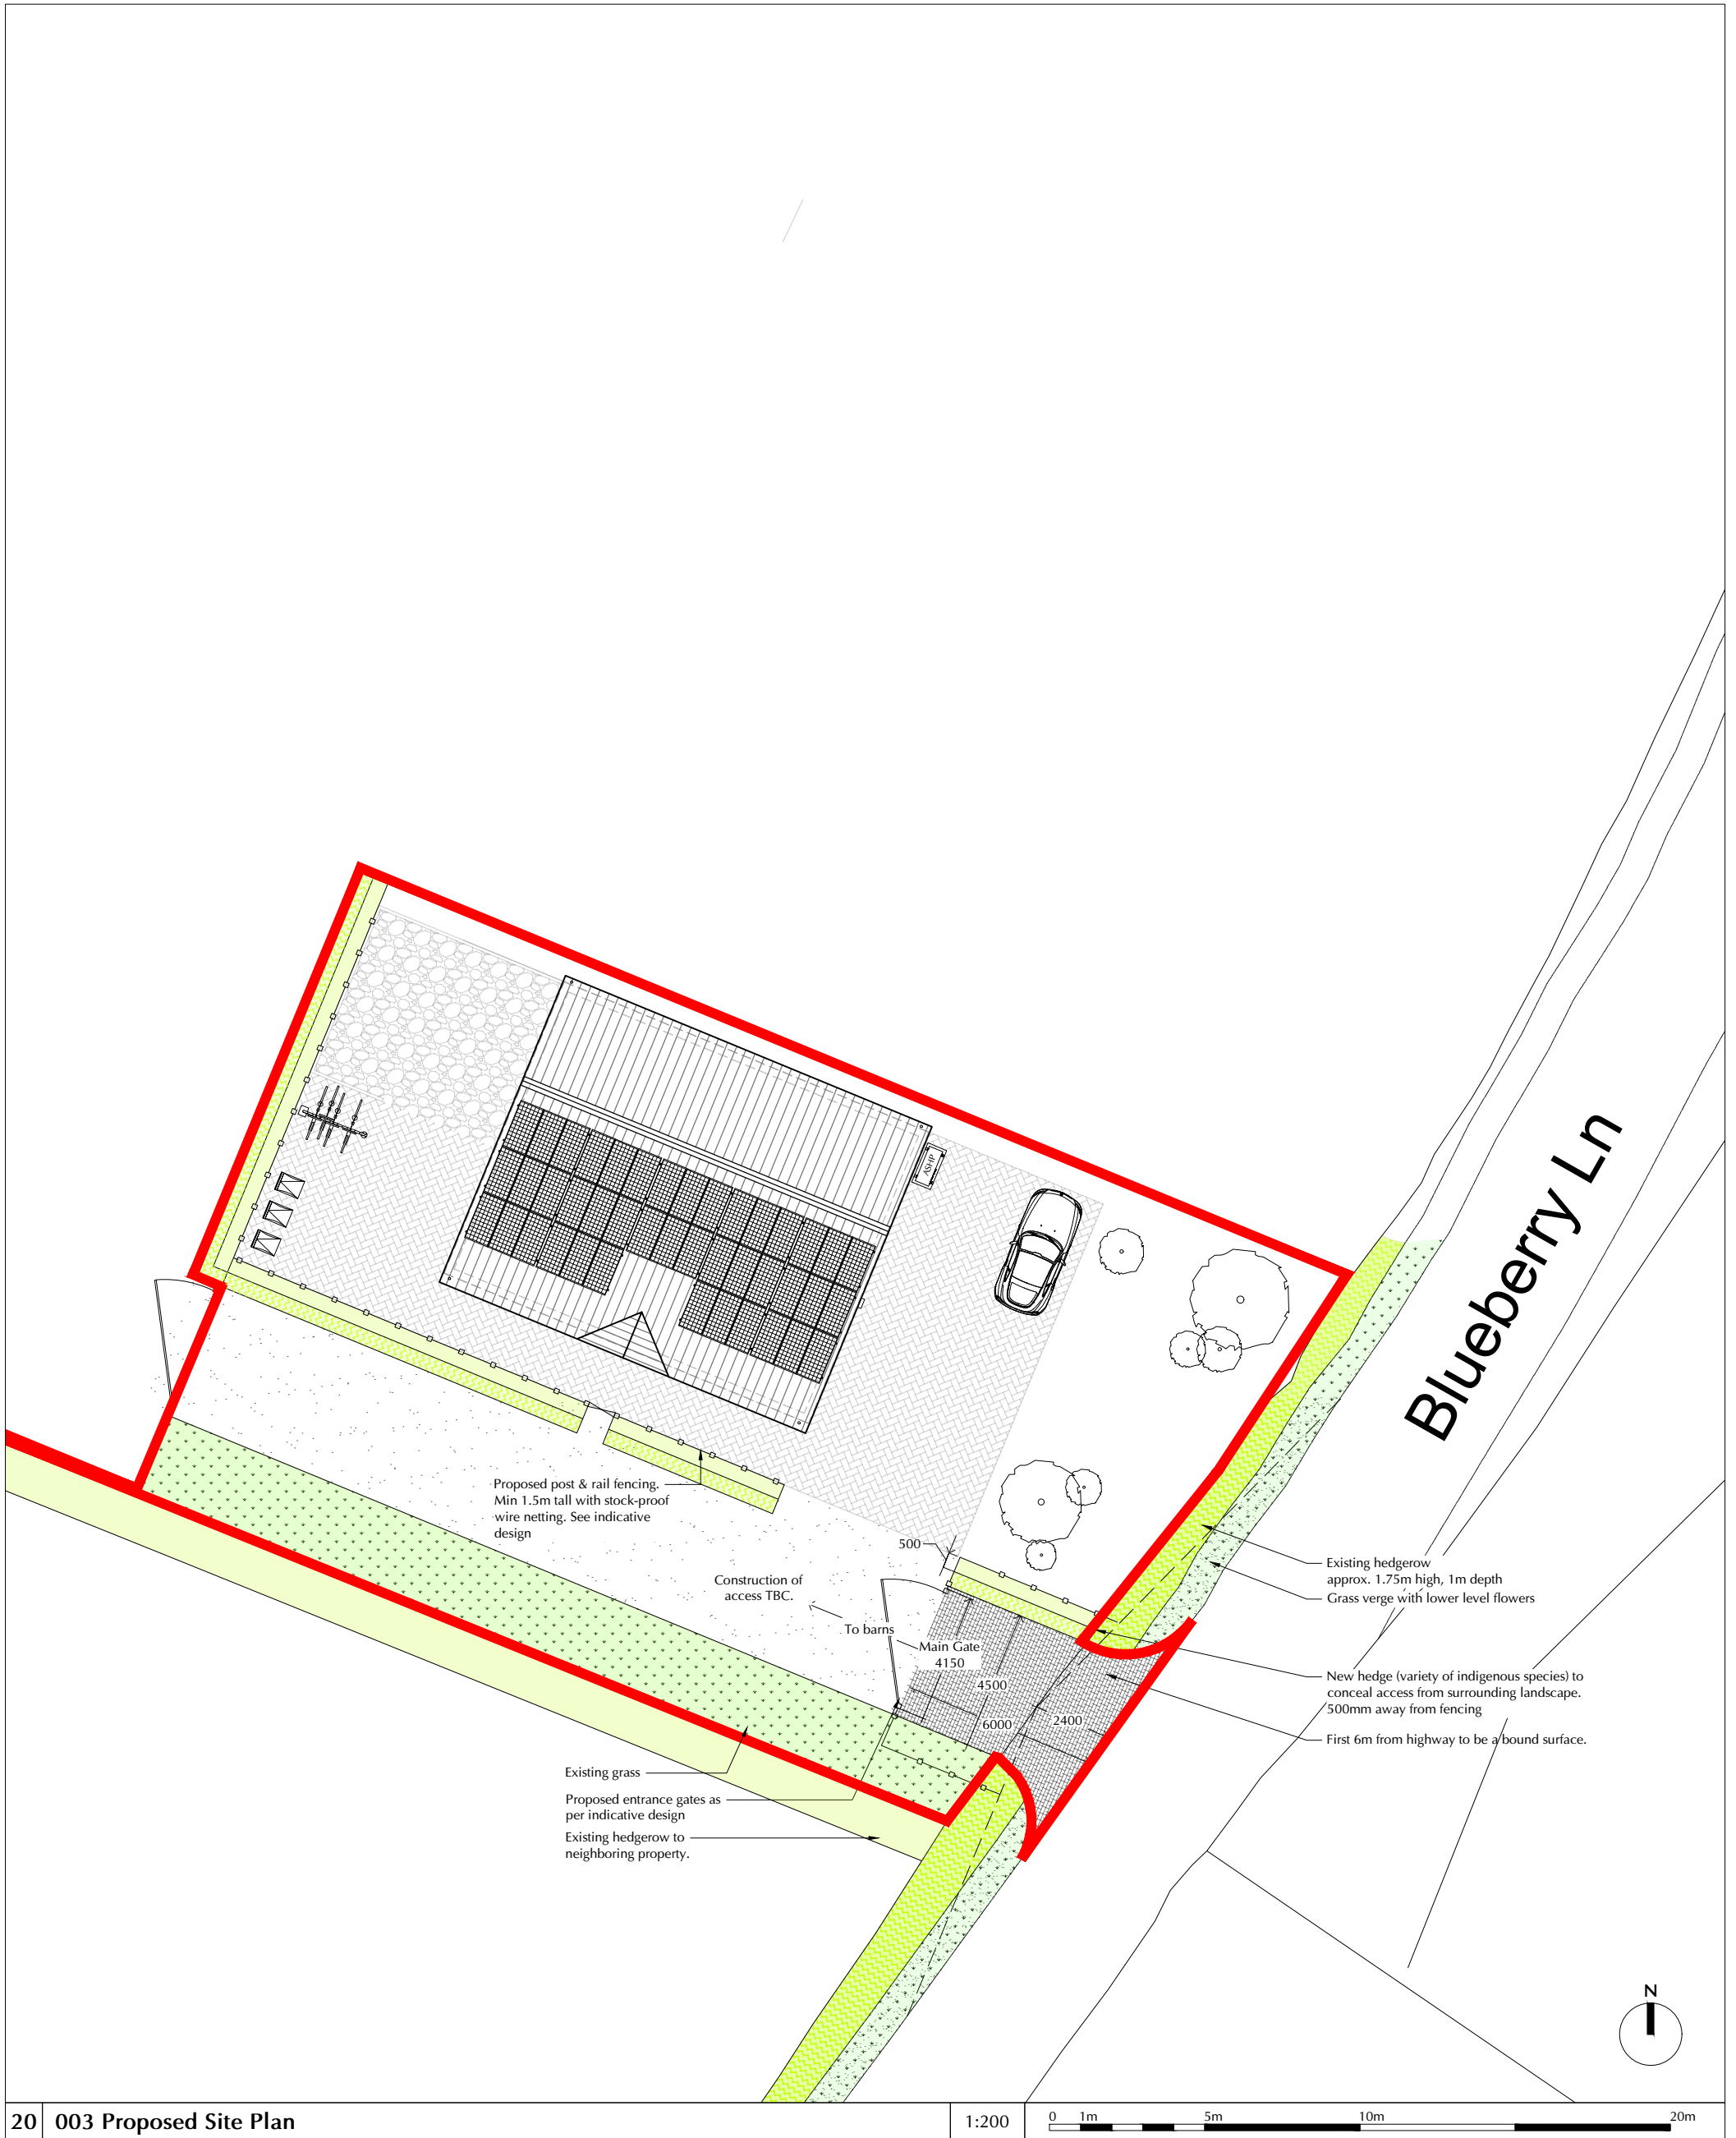 Blueberry Ln
ASHP
Proposed post & rail fencing.
Min 1.5m tall with stock-proof
wire netting. See indicative
design
500
Construction of
access TBC.
To barns
Main Gate
4150
4500
6000
2400
Existing hedgerow
approx. 1.75m high, 1m depth
Grass verge with lower level flowers
New hedge (variety of indigenous species) to
conceal access from surrounding landscape.
500mm away from fencing
First 6m from highway to be a bound surface.
Existing grass
Proposed entrance gates as
per indicative design
Existing hedgerow to
neighboring property.
N
20 003 Proposed Site Plan 1:200 0 1m 5m 10m 20m